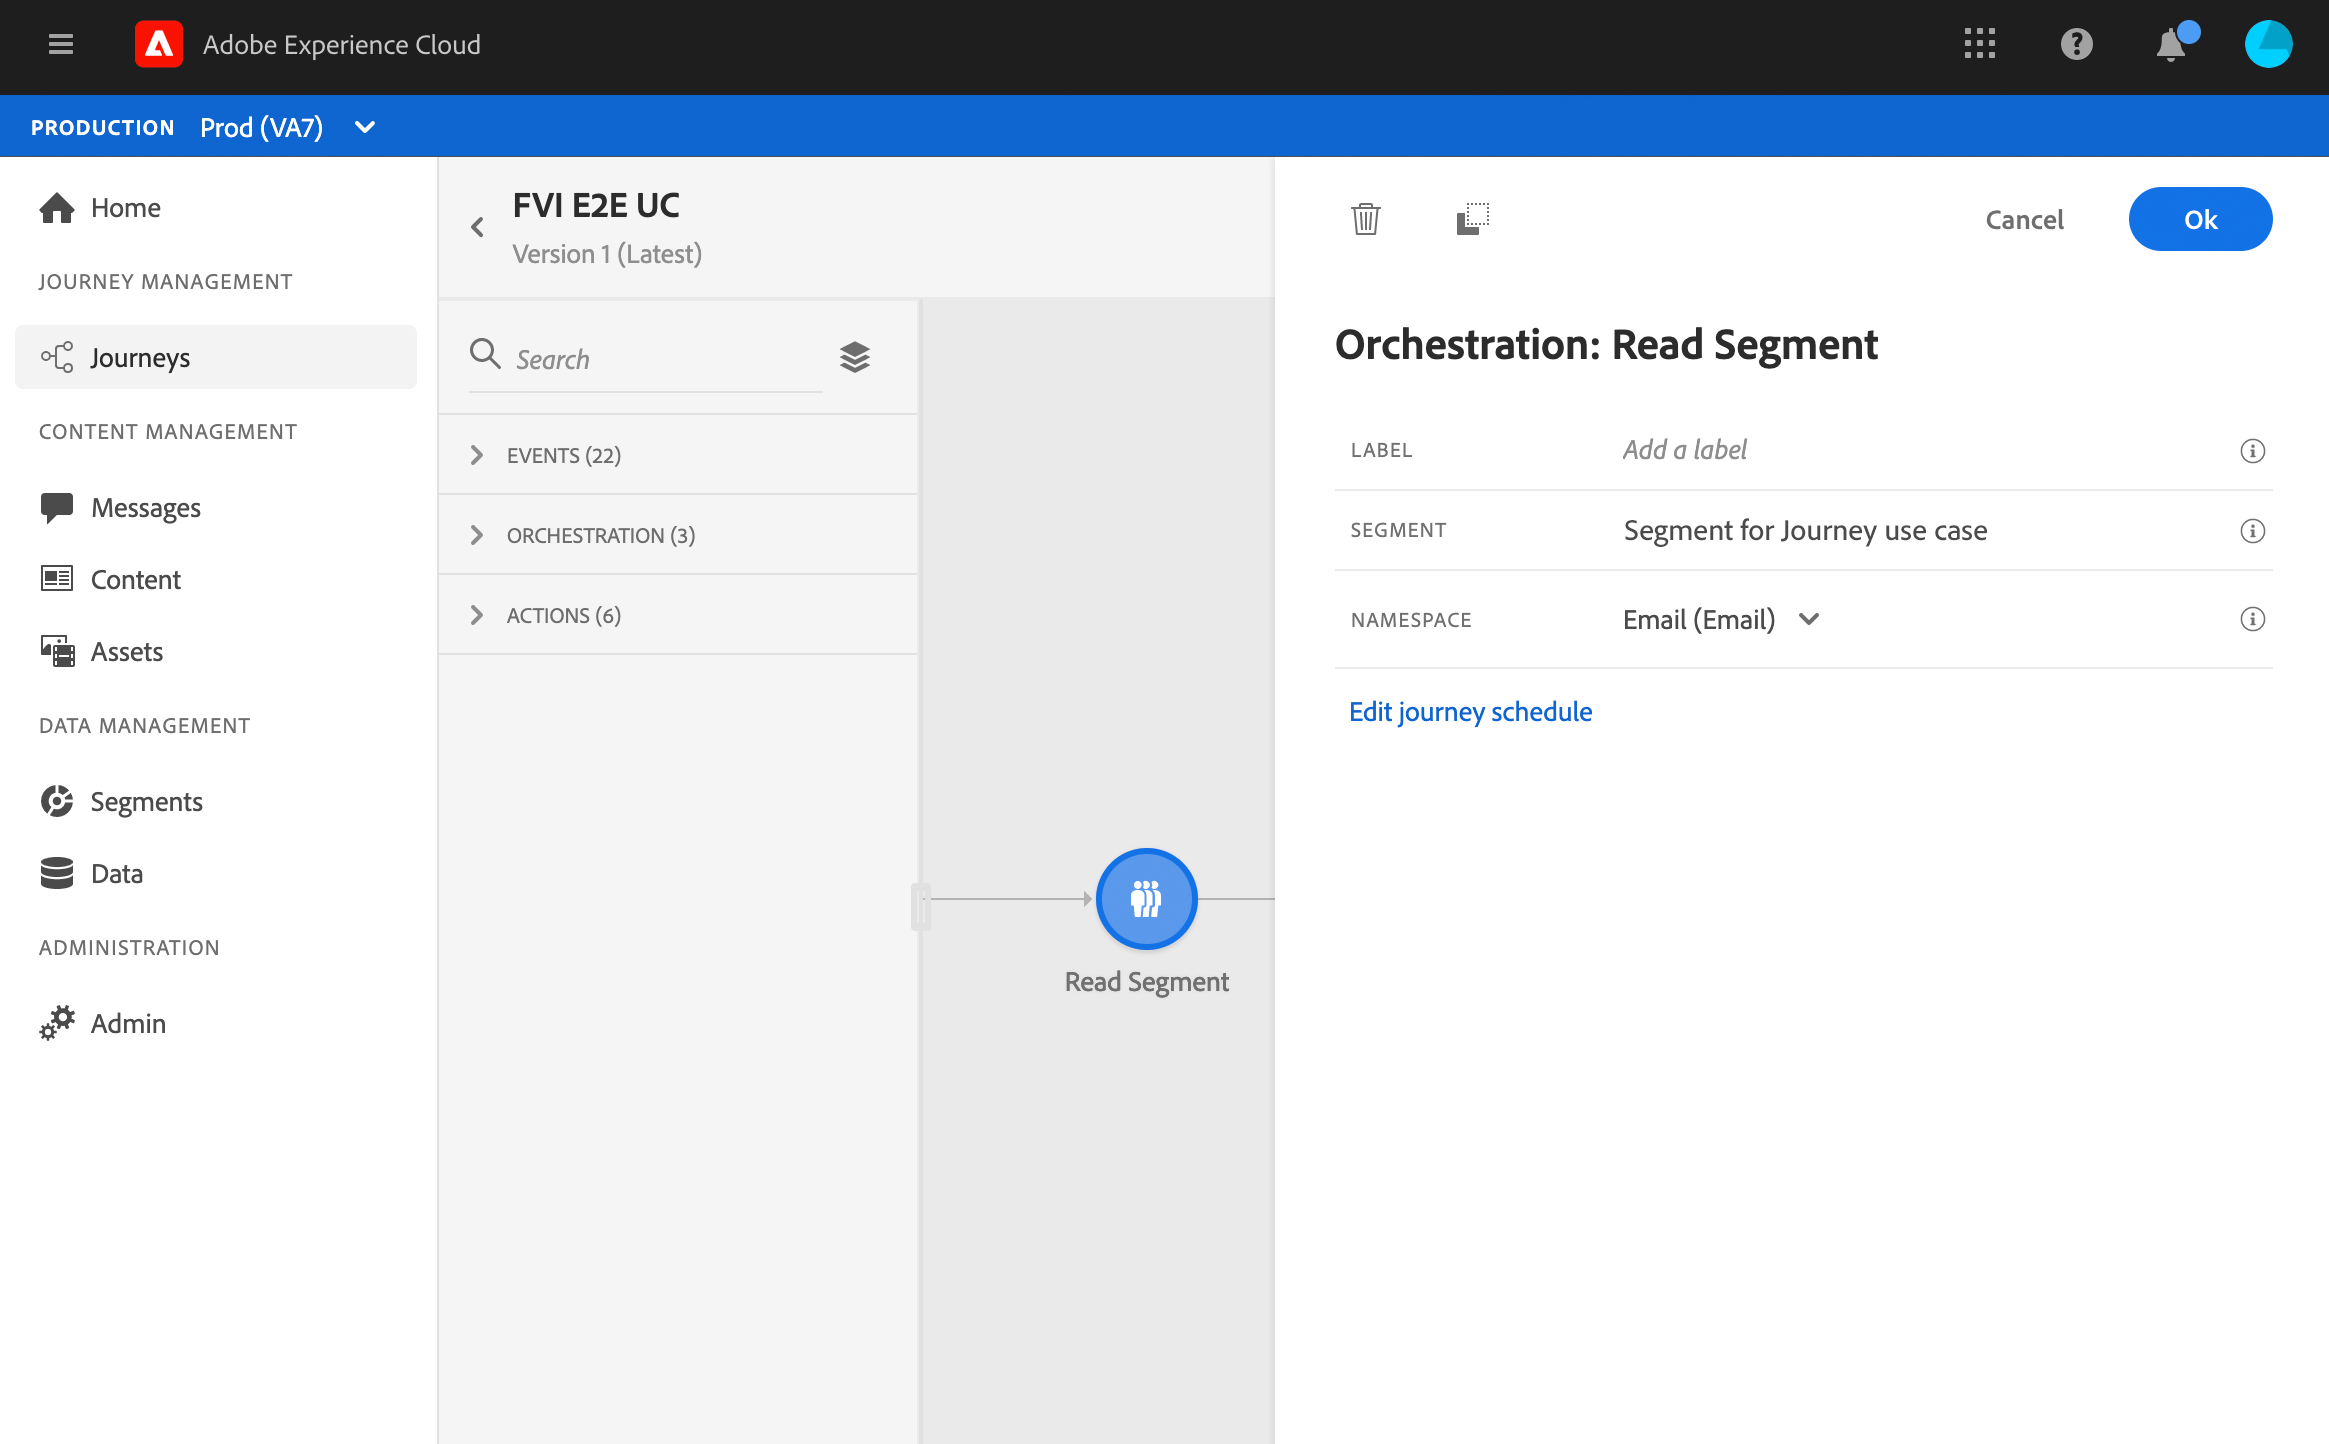 Adobe Experience Cloud
PRODUCTION Prod (VA7)
Home
JOURNEY MANAGEMENT
Journeys
CONTENT MANAGEMENT
Messages
Content
Assets
DATA MANAGEMENT
Segments
Data
ADMINISTRATION
Admin
FVI E2E UC
Version 1 (Latest)
Search
EVENTS (22)
ORCHESTRATION (3)
ACTIONS (6)
Read Segment
Cancel
Ok
Orchestration: Read Segment
LABEL Add a label
SEGMENT Segment for Journey use case
NAMESPACE Email (Email)
Edit journey schedule